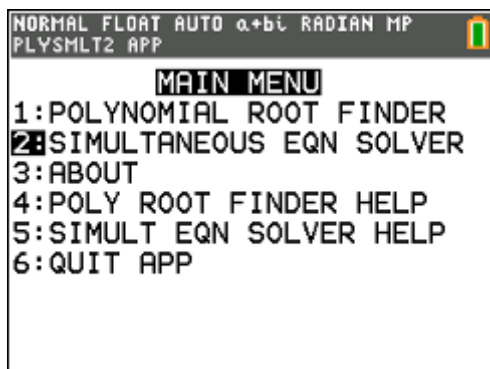 NORMAL FLOAT AUTO a+bi RADIAN MP
PLYSMLT2 APP
MAIN MENU
1:POLYNOMIAL ROOT FINDER
2:SIMULTANEOUS EQN SOLVER
3:ABOUT
4:POLY ROOT FINDER HELP
5:SIMULT EQN SOLVER HELP
6:QUIT APP